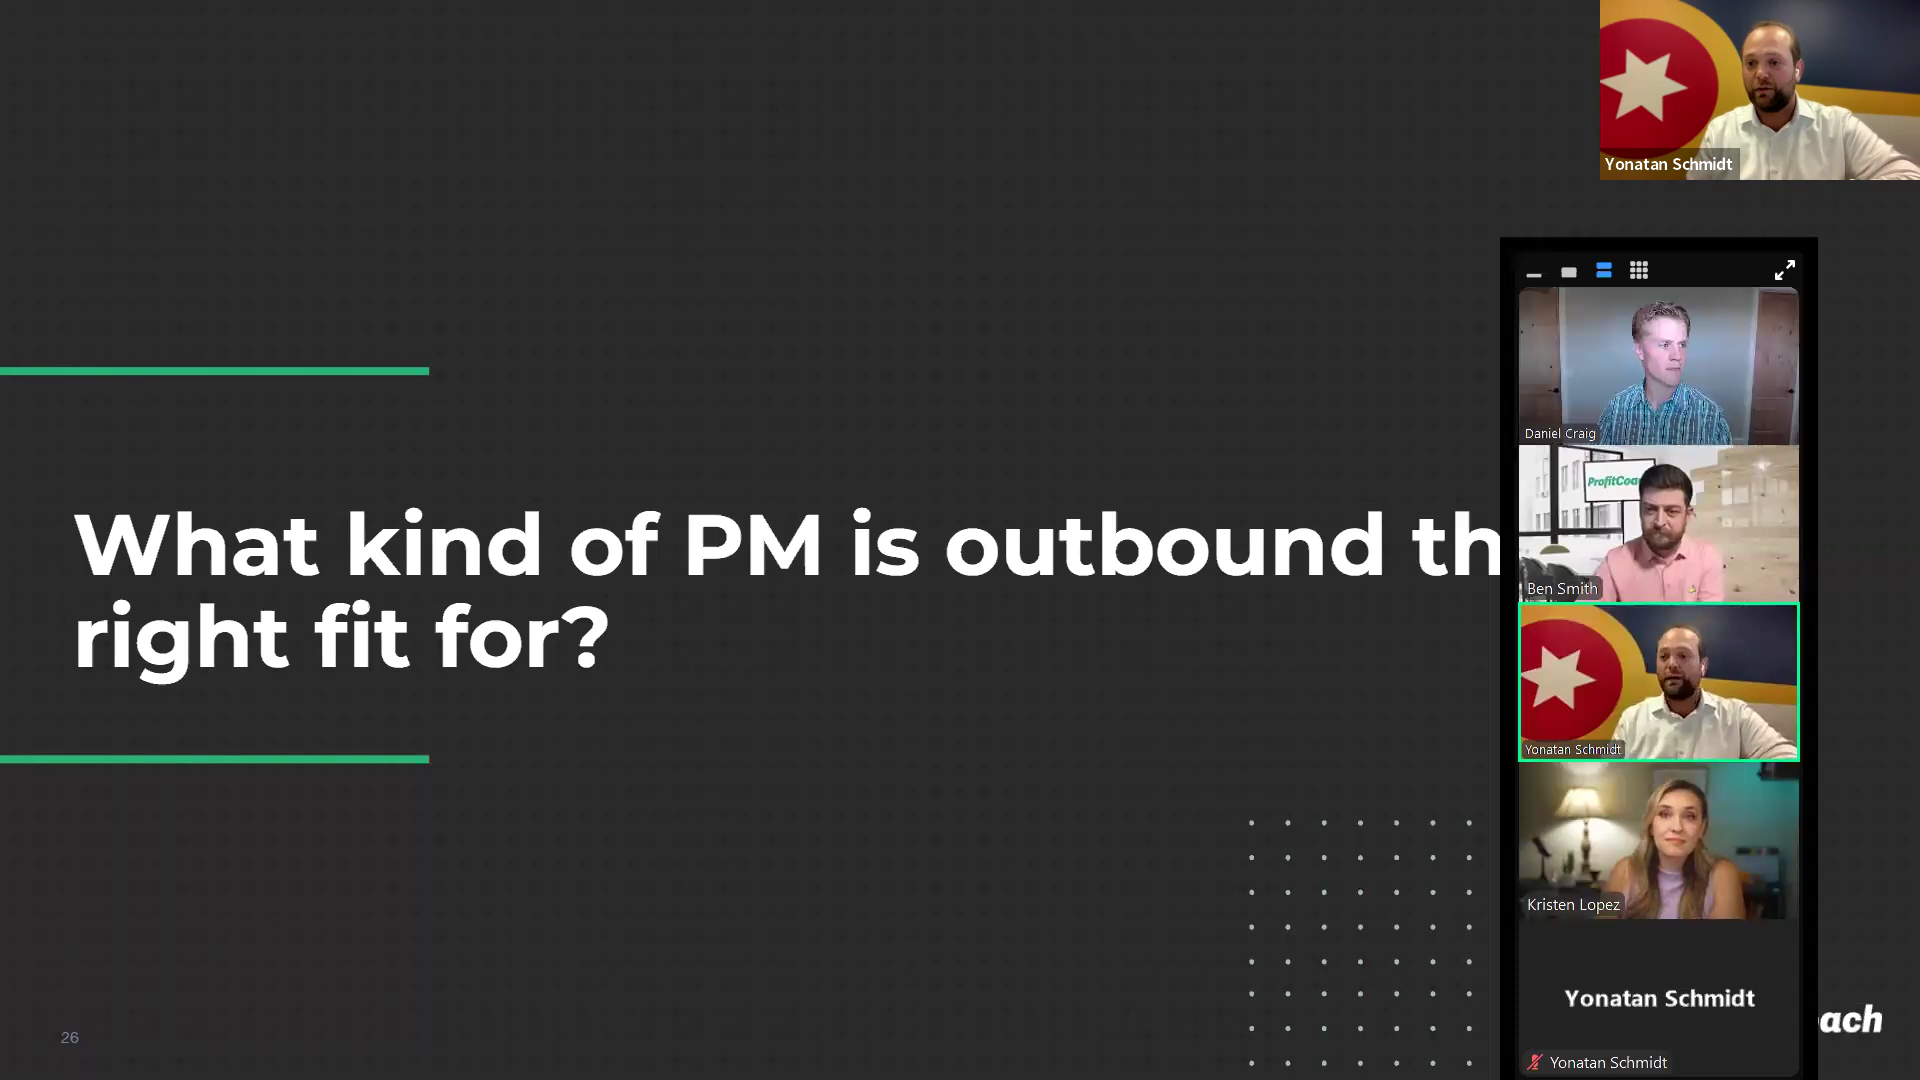 Yonatan Schmidt
Daniel Craig
ProfitCoa
Ben Smith
Yonatan Schmidt
Kristen Lopez
Yonatan Schmidt
Yonatan Schmidt
What kind of PM is outbound th
right fit for?
26
ach